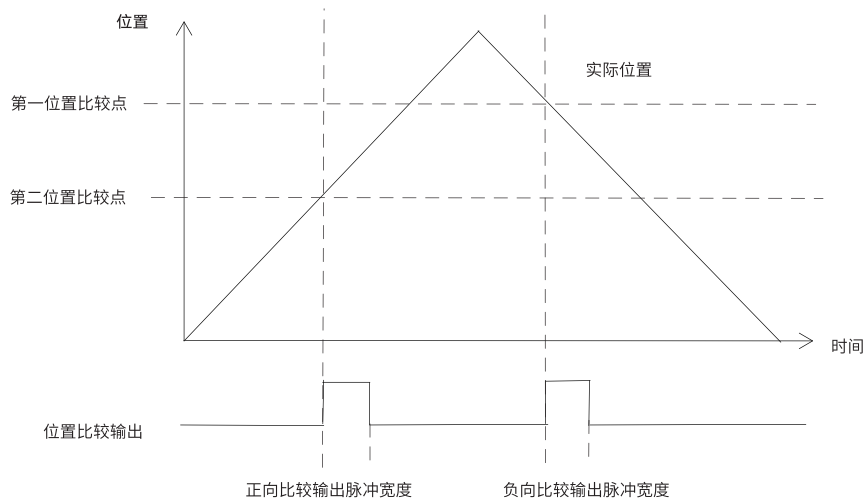 位置
实际位置
第一位置比较点
第二位置比较点
时间
位置比较输出
正向比较输出脉冲宽度
负向比较输出脉冲宽度